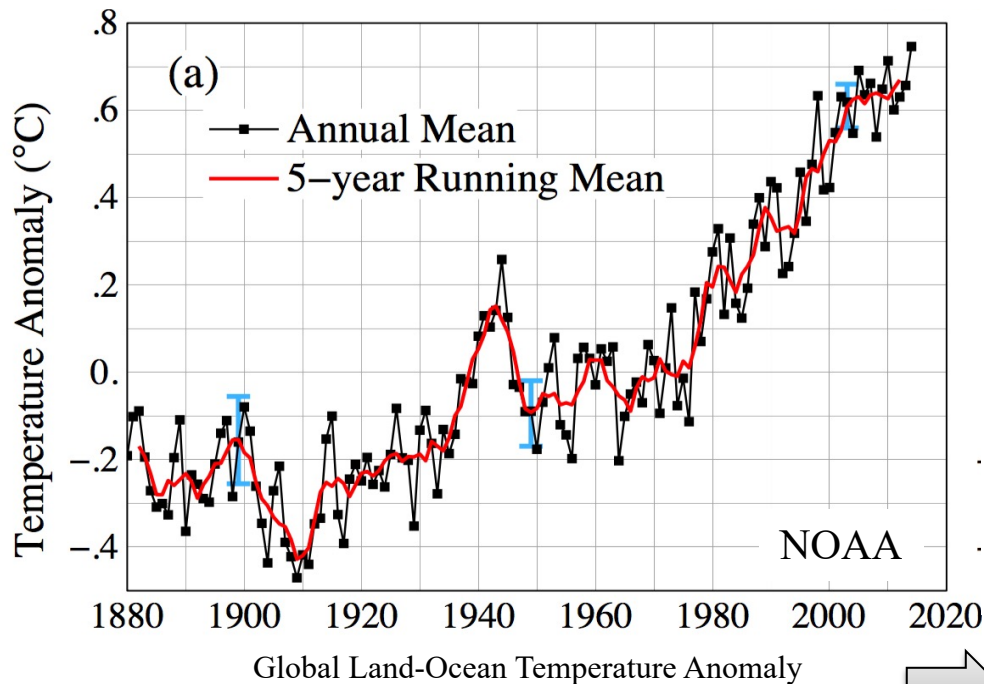 (a)
Annual Mean
5−year Running Mean
Temperature Anomaly (°C)
.8
.6
.4
.2
0.
−.2
−.4
NOAA
1880 1900 1920 1940 1960 1980 2000 2020
Global Land-Ocean Temperature Anomaly